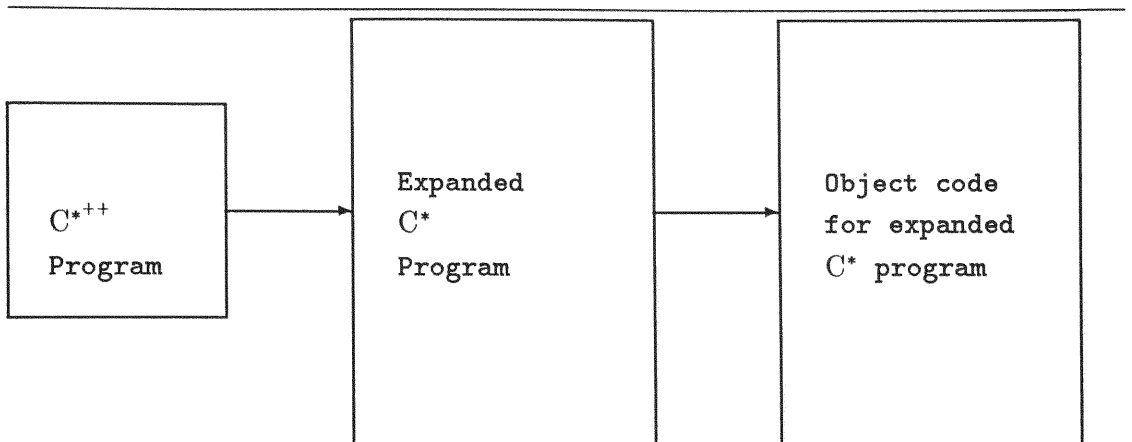 C*++
Program
Expanded
C*
Program
Object code
for expanded
C* program